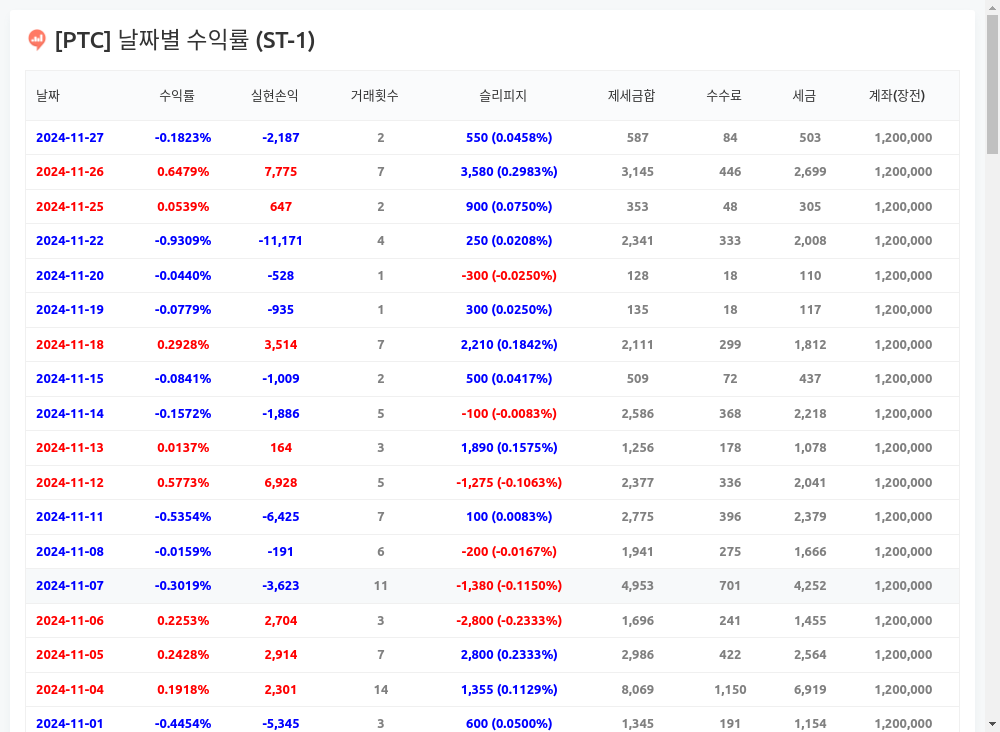 [PTC] 날짜별 수익률 (ST-1)
날짜 수익률 실현손익 거래횟수 슬리피지 제세금합 수수료 세금 계좌(장전)
2024-11-27 -0.1823% -2,187 2 550 (0.0458%) 587 84 503 1,200,000
2024-11-26 0.6479% 7,775 7 3,580 (0.2983%) 3,145 446 2,699 1,200,000
2024-11-25 0.0539% 647 2 900 (0.0750%) 353 48 305 1,200,000
2024-11-22 -0.9309% -11,171 4 250 (0.0208%) 2,341 333 2,008 1,200,000
2024-11-20 -0.0440% -528 1 -300 (-0.0250%) 128 18 110 1,200,000
2024-11-19 -0.0779% -935 1 300 (0.0250%) 135 18 117 1,200,000
2024-11-18 0.2928% 3,514 7 2,210 (0.1842%) 2,111 299 1,812 1,200,000
2024-11-15 -0.0841% -1,009 2 500 (0.0417%) 509 72 437 1,200,000
2024-11-14 -0.1572% -1,886 5 -100 (-0.0083%) 2,586 368 2,218 1,200,000
2024-11-13 0.0137% 164 3 1,890 (0.1575%) 1,256 178 1,078 1,200,000
2024-11-12 0.5773% 6,928 5 -1,275 (-0.1063%) 2,377 336 2,041 1,200,000
2024-11-11 -0.5354% -6,425 7 100 (0.0083%) 2,775 396 2,379 1,200,000
2024-11-08 -0.0159% -191 6 -200 (-0.0167%) 1,941 275 1,666 1,200,000
2024-11-07 -0.3019% -3,623 11 -1,380 (-0.1150%) 4,953 701 4,252 1,200,000
2024-11-06 0.2253% 2,704 3 -2,800 (-0.2333%) 1,696 241 1,455 1,200,000
2024-11-05 0.2428% 2,914 7 2,800 (0.2333%) 2,986 422 2,564 1,200,000
2024-11-04 0.1918% 2,301 14 1,355 (0.1129%) 8,069 1,150 6,919 1,200,000
2024-11-01 -0.4454% -5,345 3 600 (0.0500%) 1,345 191 1,154 1,200,000